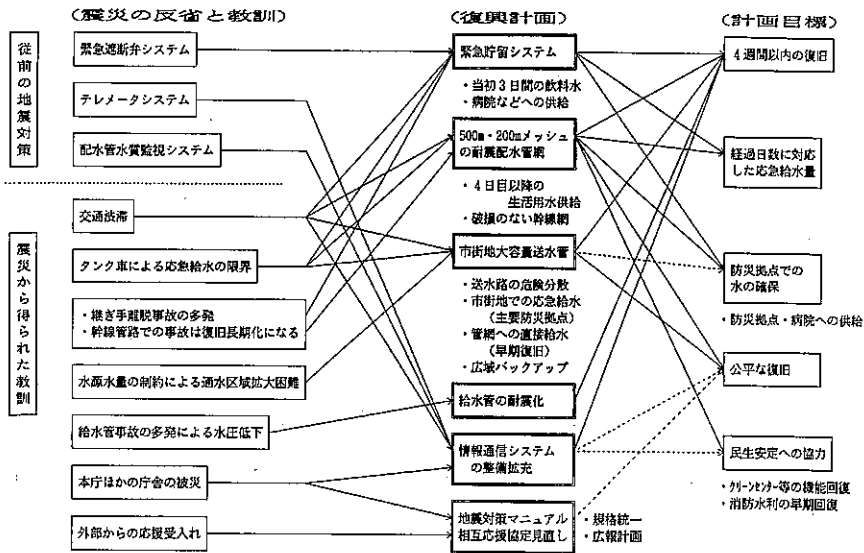 (震災の反省と教訓)
(復興計画)
(計画目標)
従前の地震対策
緊急遮断弁システム
テレメータシステム
配水管水質監視システム
震災から得られた教訓
交通渋滞
タンク車による応急給水の限界
・継ぎ手離脱事故の多発
・幹線管路での事故は復旧長期化になる
水源水量の制約による通水区域拡大困難
給水管事故の多発による水圧低下
本庁ほかの庁舎の被災
外部からの応援受入れ
緊急貯留システム
・当初3日間の飲料水
・病院などへの供給
500m・200mメッシュ
の耐震配水管網
・4日目以降の
生活用水供給
・破損のない幹線網
市街地大容量送水管
・送水路の危険分散
・市街地での応急給水
(主要防災拠点)
・管網への直接給水
(早期復旧)
・広域バックアップ
給水管の耐震化
情報通信システム
の整備拡充
地震対策マニュアル
相互応援協定見直し
・規格統一
・広報計画
4週間以内の復旧
経過日数に対応
した応急給水量
防災拠点での
水の確保
・防災拠点・病院への供給
公平な復旧
民生安定への協力
・クリーンセンター等の機能回復
・消防水利の早期回復